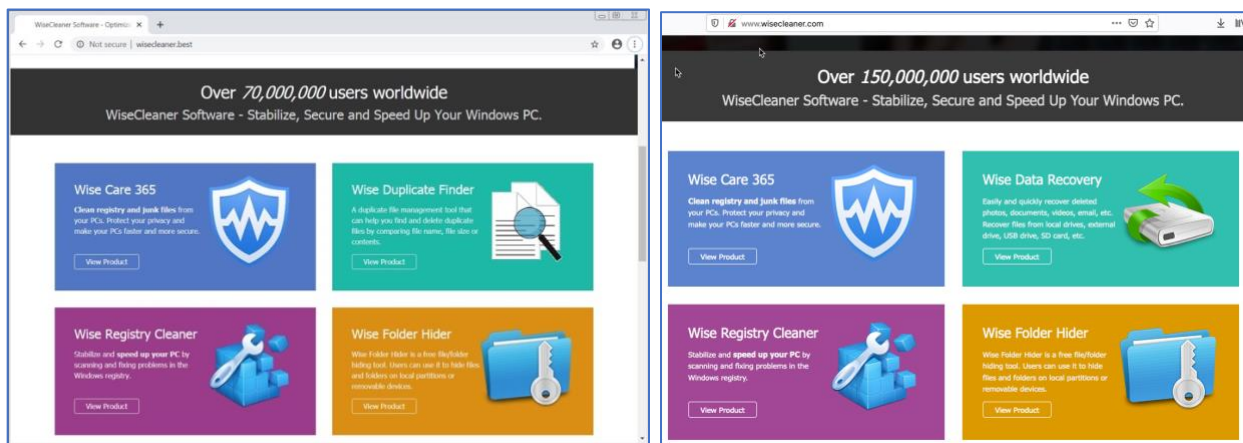 WiseCleaner Software - Optimi
Not secure | wisecleaner.best
Over 70,000,000 users worldwide
WiseCleaner Software - Stabilize, Secure and Speed Up Your Windows PC.
Wise Care 365
Clean registry and junk files from
your PCs. Protect your privacy and
make your PCs faster and more secure.
View Product
Wise Duplicate Finder
A duplicate file management tool that
can help you find and delete duplicate
files by comparing file name, file size or
contents.
View Product
Wise Registry Cleaner
Stabilize and speed up your PC by
scanning and fixing problems in the
Windows registry.
View Product
Wise Folder Hider
Wise Folder Hider is a free file/folder
hiding tool. Users can use it to hide files
and folders on local partitions or
removable devices.
View Product
www.wisecleaner.com
Over 150,000,000 users worldwide
WiseCleaner Software - Stabilize, Secure and Speed Up Your Windows PC.
Wise Care 365
Clean registry and junk files from
your PCs. Protect your privacy and
make your PCs faster and more secure.
View Product
Wise Data Recovery
Easily and quickly recover deleted
photos, documents, videos, email, etc.
Recover files from local drives, external
drive, USB drive, SD card, etc.
View Product
Wise Registry Cleaner
Stabilize and speed up your PC by
scanning and fixing problems in the
Windows registry.
View Product
Wise Folder Hider
Wise Folder Hider is a free file/folder
hiding tool. Users can use it to hide
files and folders on local partitions or
removable devices.
View Product